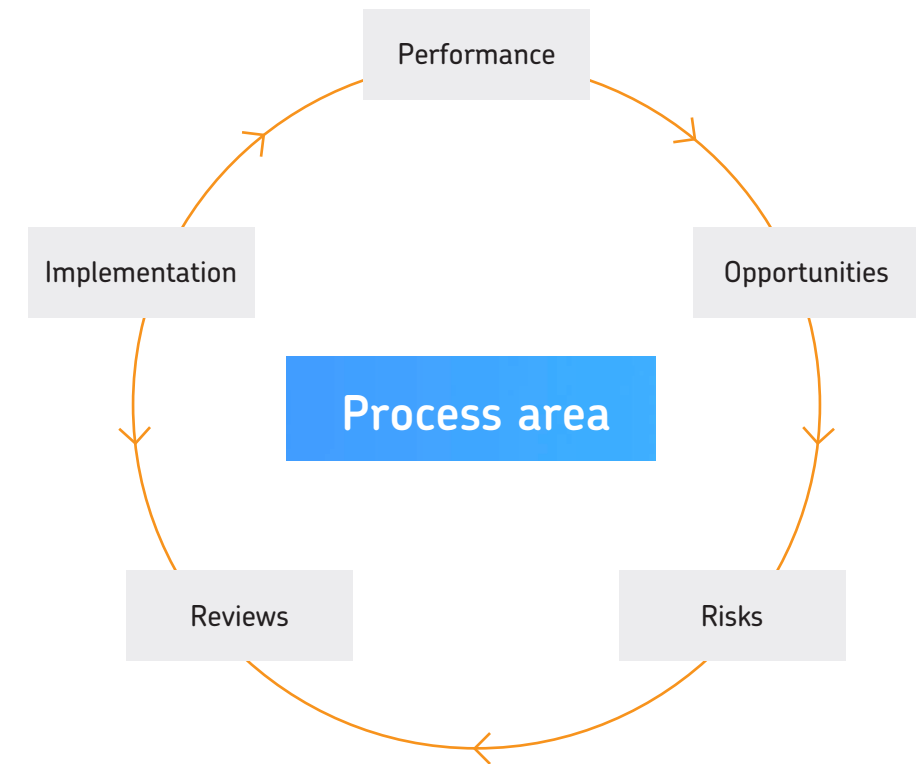 Performance
Implementation
Opportunities
Process area
Reviews
Risks